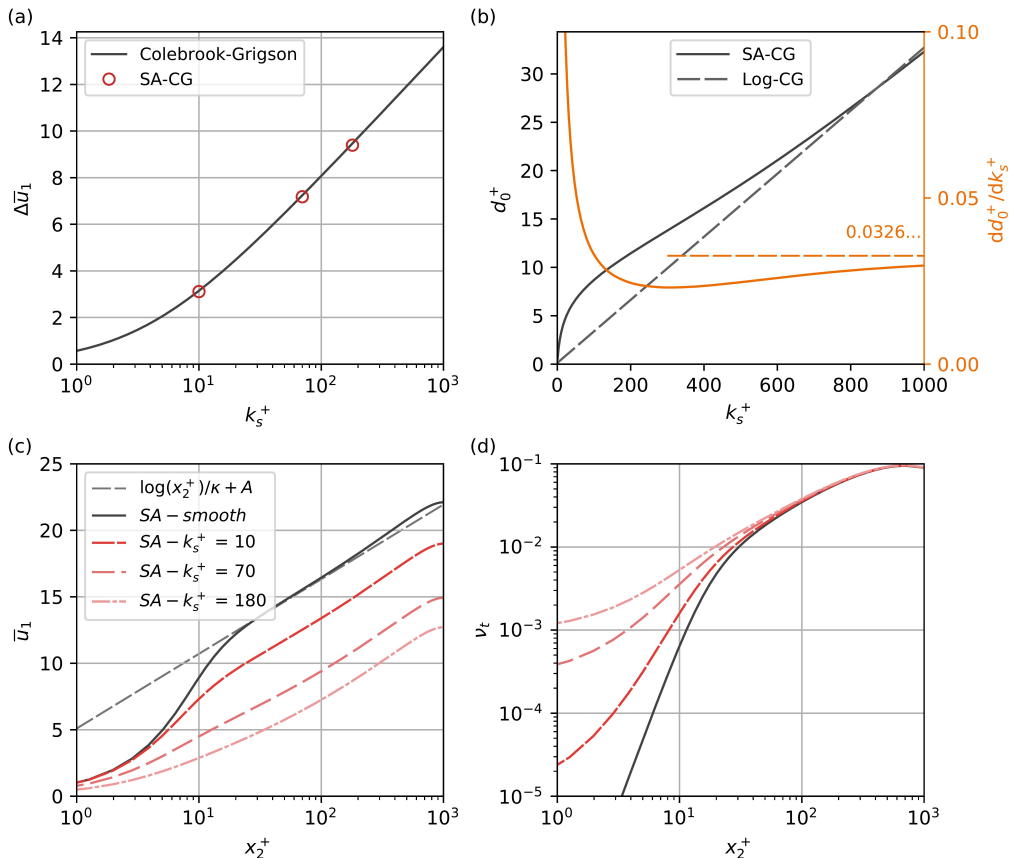 (a)
14
12
10
8
6
4
2
0
Δu̅₁
Colebrook-Grigson
SA-CG
10⁰
10¹
10²
10³
kₛ⁺
(b)
30
25
20
15
10
5
0
d₀⁺
SA-CG
Log-CG
0.0326...
0.10
0.05
0.00
dd₀⁺/dkₛ⁺
0
200
400
600
800
1000
kₛ⁺
(c)
25
20
15
10
5
0
u̅₁
log(x₂⁺)/κ + A
SA − smooth
SA − kₛ⁺ = 10
SA − kₛ⁺ = 70
SA − kₛ⁺ = 180
10⁰
10¹
10²
10³
x₂⁺
(d)
10⁻¹
10⁻²
10⁻³
10⁻⁴
10⁻⁵
νₜ
10⁰
10¹
10²
10³
x₂⁺